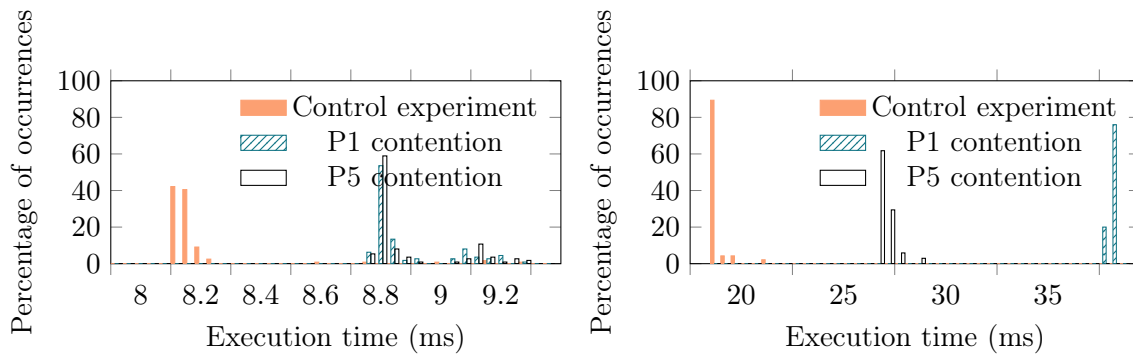 Percentage of occurrences
100
80
60
40
20
0
Control experiment
P1 contention
P5 contention
8 8.2 8.4 8.6 8.8 9 9.2
Execution time (ms)
Percentage of occurrences
100
80
60
40
20
0
Control experiment
P1 contention
P5 contention
20 25 30 35
Execution time (ms)